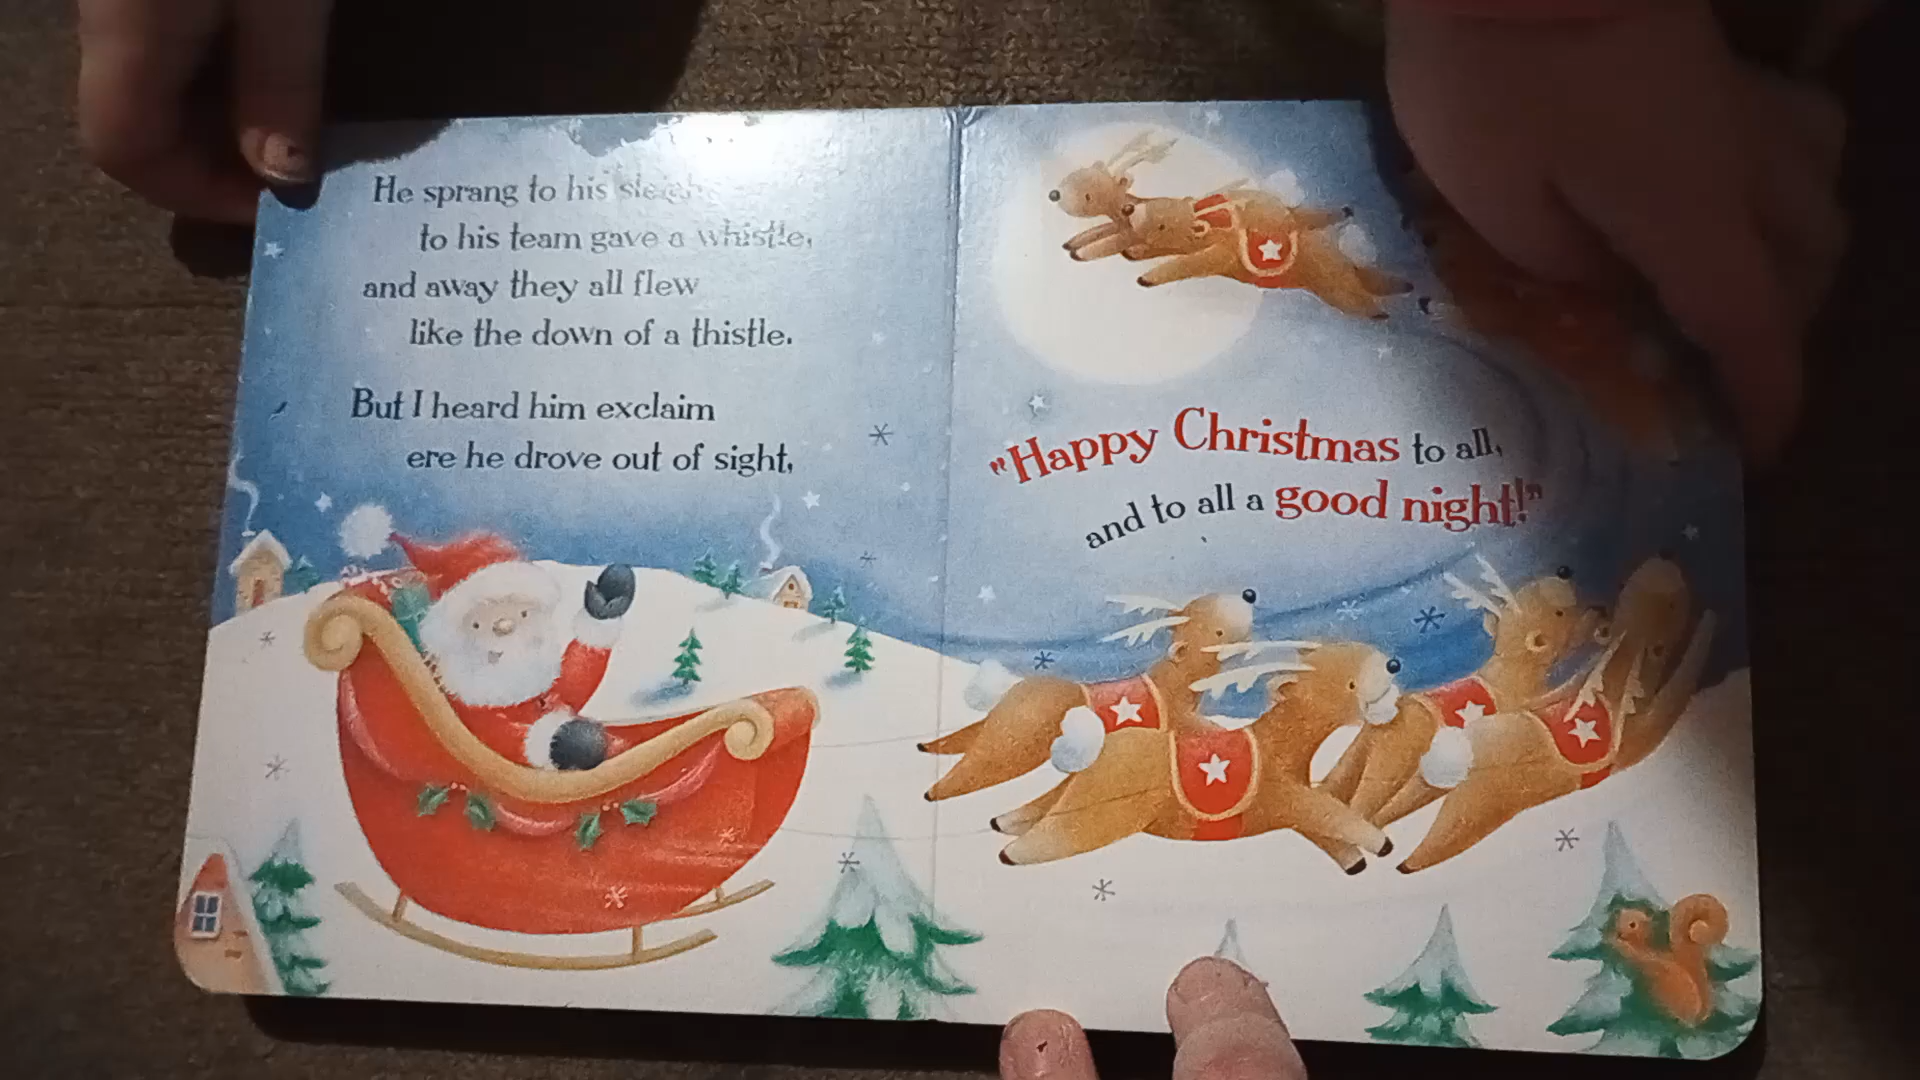 He sprang to his sleigh
to his team gave a whistle,
and away they all flew
like the down of a thistle.
But I heard him exclaim
ere he drove out of sight,
"Happy Christmas to all,
and to all a good night!"